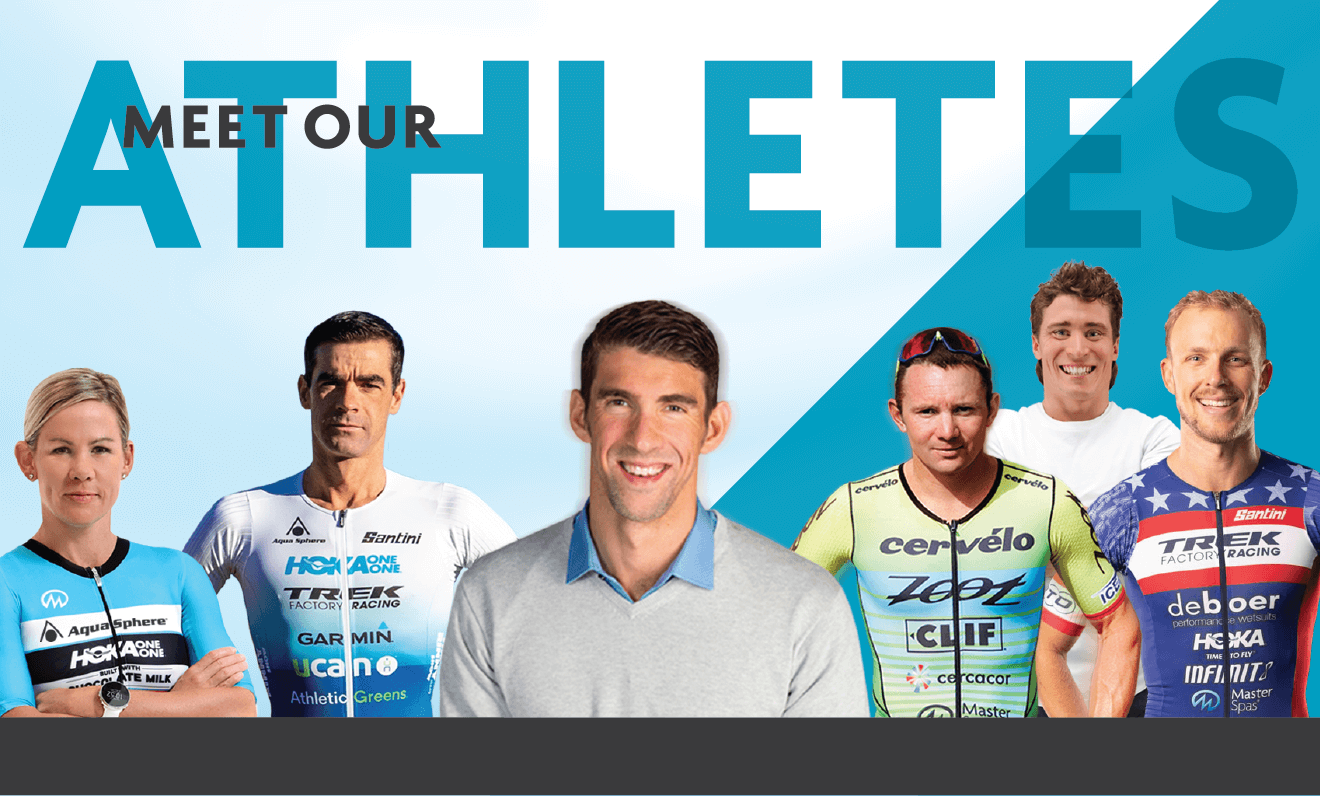 MEET OUR
ATHLETES
Aqua Sphere
HOKA ONE ONE
BUILT WITH
CHOCOLATE MILK
Aqua Sphere
Santini
HOKA ONE ONE
TREK
FACTORY RACING
GARMIN
ucan
Athletic Greens
cervélo
cervélo
cervélo
ZOOT
CLIF
cercacor
Master
Santini
TREK
FACTORY RACING
deboer
performance wetsuits
HOKA
TIME TO FLY
INFINIT
Master
Spas